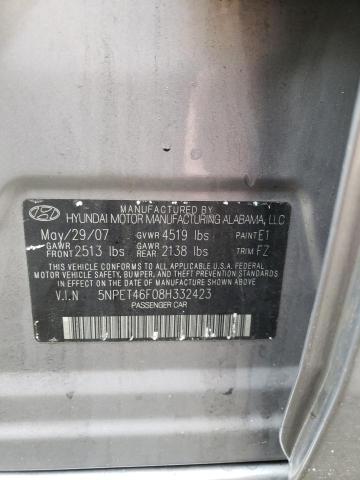 MANUFACTURED BY
HYUNDAI MOTOR MANUFACTURING ALABAMA, LLC
May/29/07 GVWR 4519 lbs PAINT E1
GAWR FRONT 2513 lbs GAWR REAR 2138 lbs TRIM FZ
THIS VEHICLE CONFORMS TO ALL APPLICABLE U.S. FEDERAL
MOTOR VEHICLE SAFETY, BUMPER, AND THEFT PREVENTION
STANDARDS IN EFFECT ON THE DATE OF MANUFACTURE SHOWN ABOVE.
V.I.N 5NPET46F08H332423
PASSENGER CAR